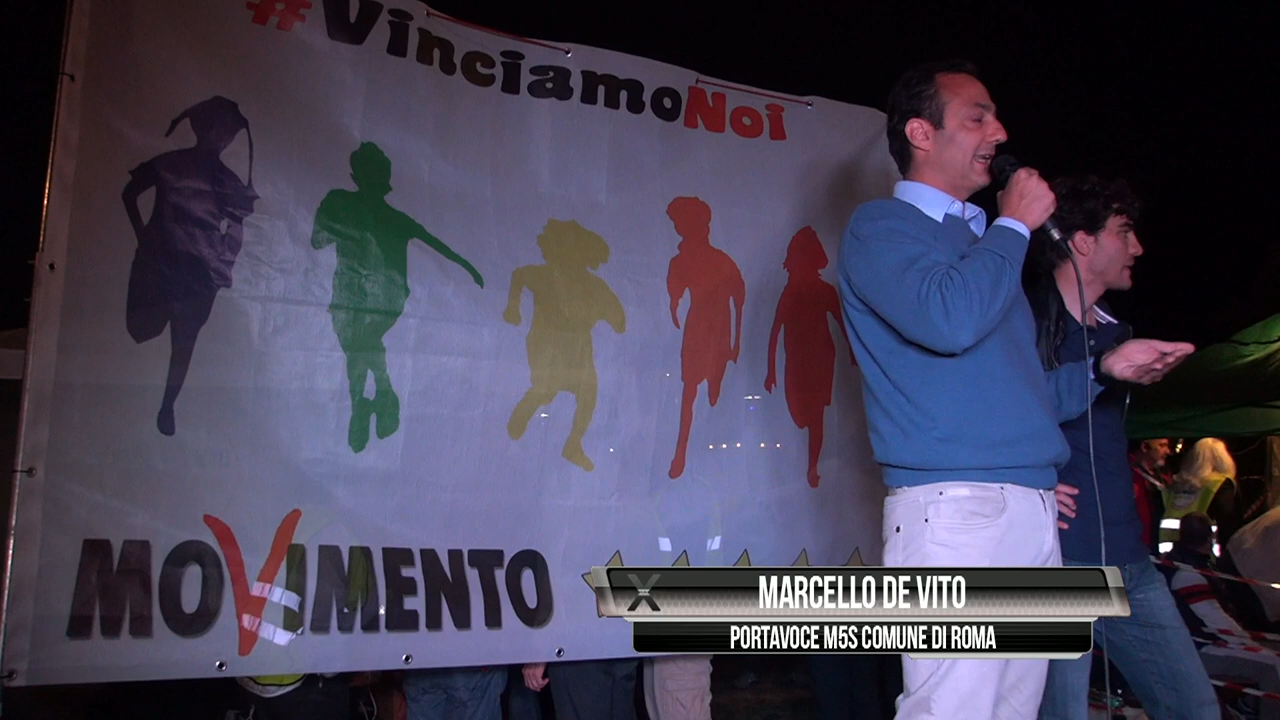 #VinciamoNoi
MOVIMENTO
MARCELLO DE VITO
PORTAVOCE M5S COMUNE DI ROMA